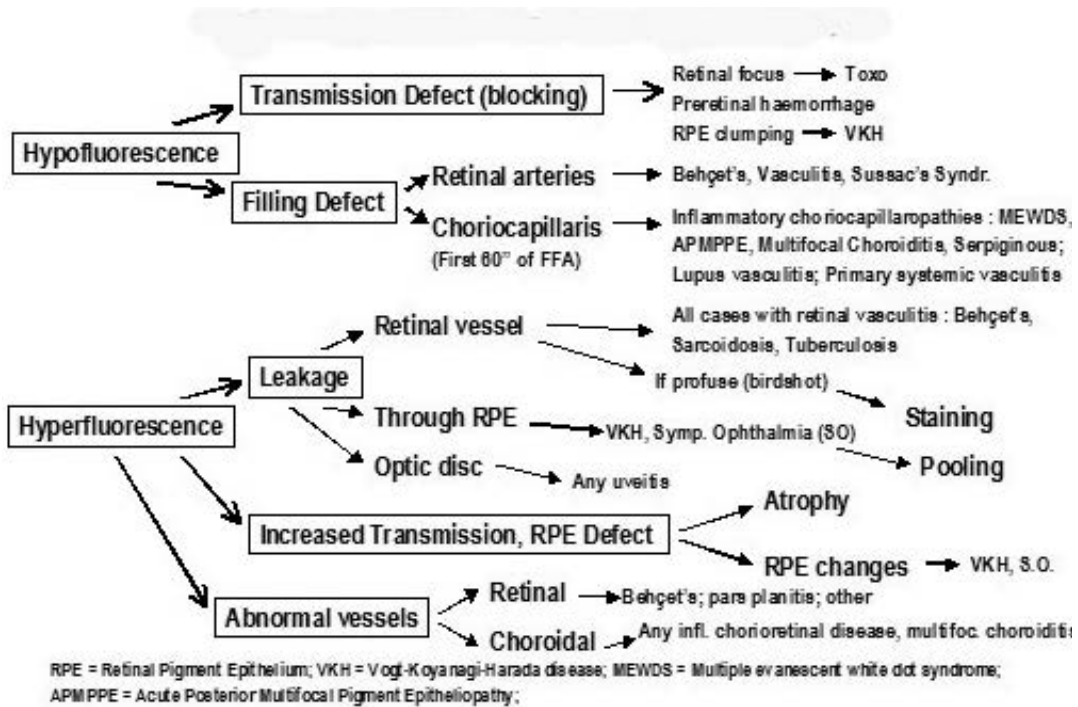 Transmission Defect (blocking)
Retinal focus
Toxo
Preretinal haemorrhage
RPE clumping
VKH
Hypofluorescence
Filling Defect
Retinal arteries
Behçet's, Vasculitis, Sussac's Syndr.
Choriocapillaris
(First 60" of FFA)
Inflammatory choriocapillaropathies : MEWDS,
APMPPE, Multifocal Choroiditis, Serpiginous;
Lupus vasculitis; Primary systemic vasculitis
Hyperfluorescence
Leakage
Retinal vessel
All cases with retinal vasculitis : Behçet's,
Sarcoidosis, Tuberculosis
If profuse (birdshot)
Staining
Through RPE
VKH, Symp. Ophthalmia (SO)
Pooling
Optic disc
Any uveitis
Increased Transmission, RPE Defect
Atrophy
RPE changes
VKH, S.O.
Abnormal vessels
Retinal
Behçet's; pars planitis; other
Choroidal
Any infl. chorioretinal disease, multifoc. choroiditis
RPE = Retinal Pigment Epithelium; VKH = Vogt-Koyanagi-Harada disease; MEWDS = Multiple evanescent white dot syndrome;
APMPPE = Acute Posterior Multifocal Pigment Epitheliopathy;